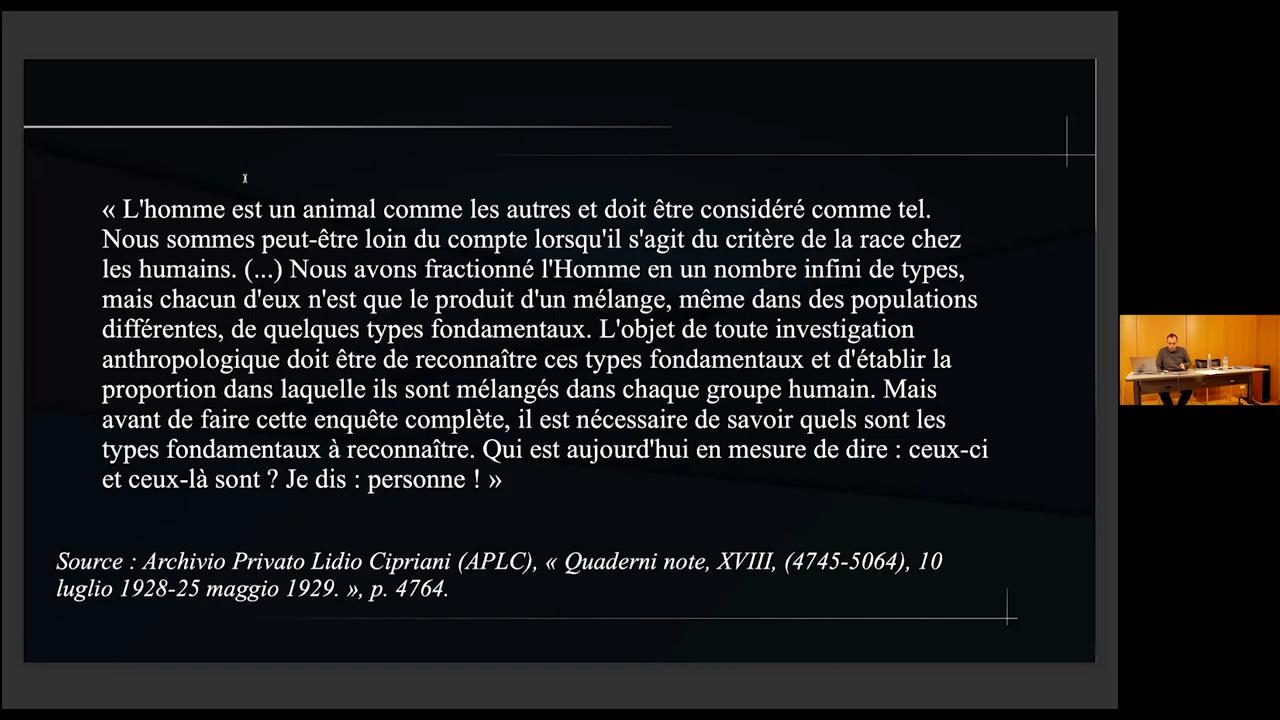 « L'homme est un animal comme les autres et doit être considéré comme tel.
Nous sommes peut-être loin du compte lorsqu'il s'agit du critère de la race chez
les humains. (...) Nous avons fractionné l'Homme en un nombre infini de types,
mais chacun d'eux n'est que le produit d'un mélange, même dans des populations
différentes, de quelques types fondamentaux. L'objet de toute investigation
anthropologique doit être de reconnaître ces types fondamentaux et d'établir la
proportion dans laquelle ils sont mélangés dans chaque groupe humain. Mais
avant de faire cette enquête complète, il est nécessaire de savoir quels sont les
types fondamentaux à reconnaître. Qui est aujourd'hui en mesure de dire : ceux-ci
et ceux-là sont ? Je dis : personne ! »
Source : Archivio Privato Lidio Cipriani (APLC), « Quaderni note, XVIII, (4745-5064), 10
luglio 1928-25 maggio 1929. », p. 4764.